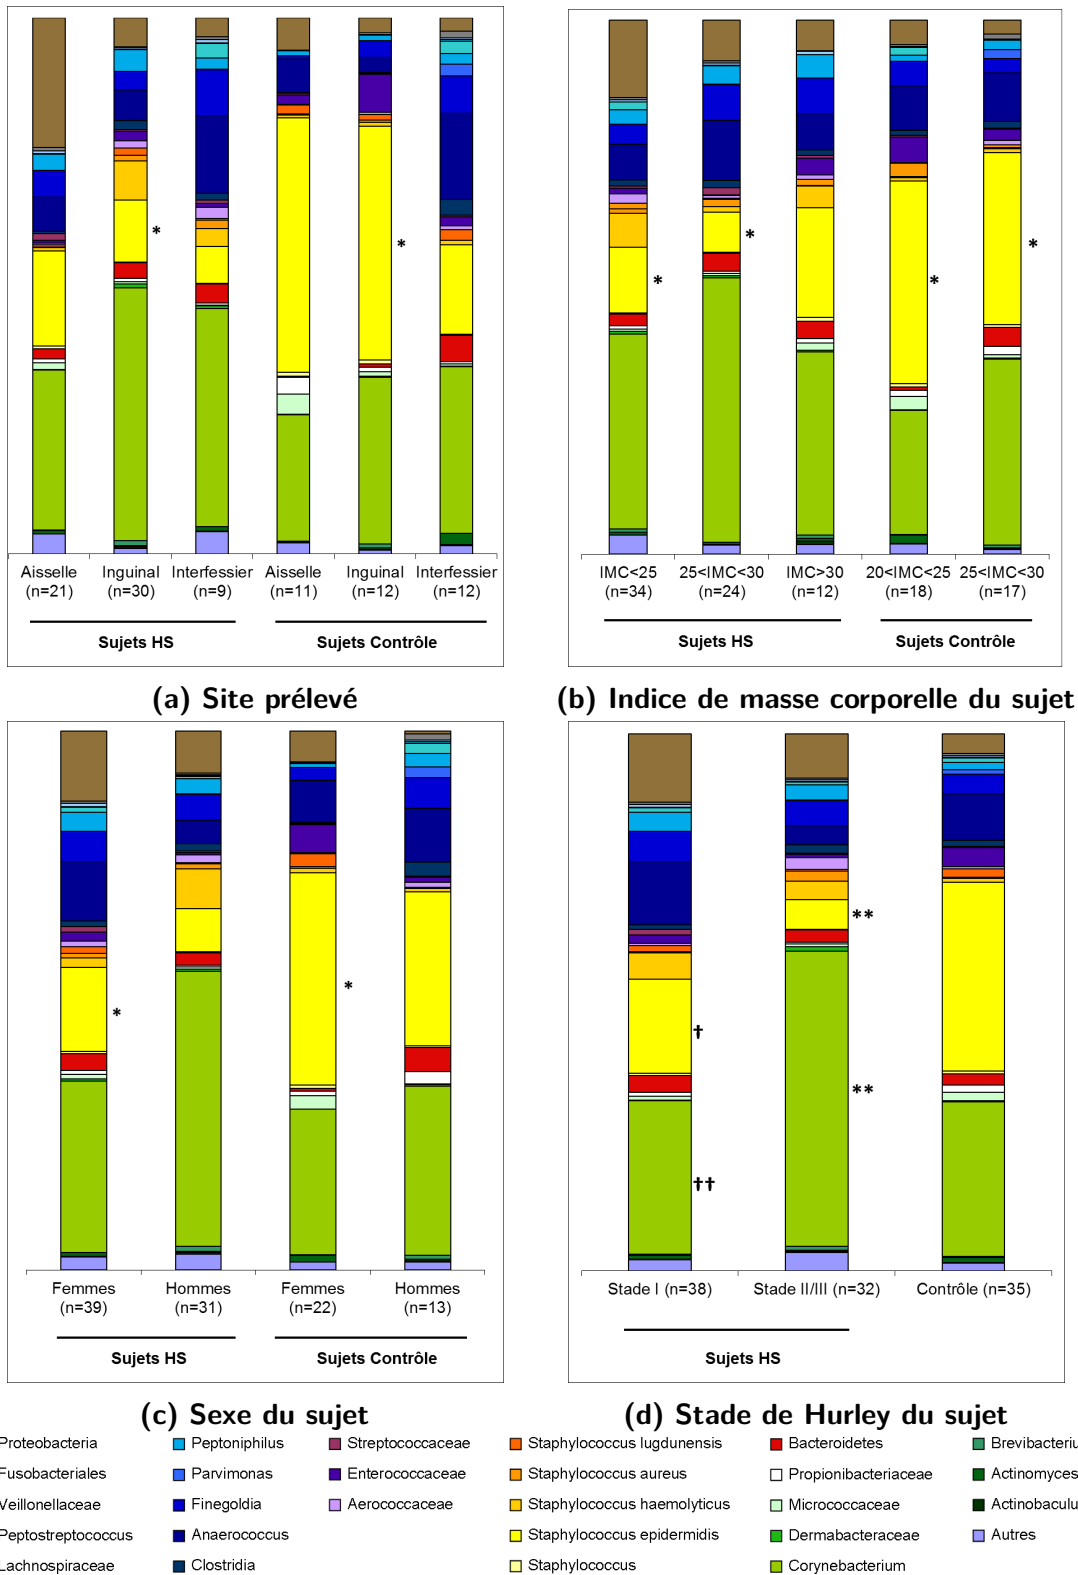 *
*
Aisselle Inguinal Interfessier Aisselle Inguinal Interfessier
(n=21) (n=30) (n=9) (n=11) (n=12) (n=12)
Sujets HS Sujets Contrôle
(a) Site prélevé
*
*
*
*
IMC<25 25<IMC<30 IMC>30 20<IMC<25 25<IMC<30
(n=34) (n=24) (n=12) (n=18) (n=17)
Sujets HS Sujets Contrôle
(b) Indice de masse corporelle du sujet
*
*
Femmes Hommes Femmes Hommes
(n=39) (n=31) (n=22) (n=13)
Sujets HS Sujets Contrôle
(c) Sexe du sujet
**
†
**
††
Stade I (n=38) Stade II/III (n=32) Contrôle (n=35)
Sujets HS
(d) Stade de Hurley du sujet
Proteobacteria Peptoniphilus Streptococcaceae Staphylococcus lugdunensis Bacteroidetes Brevibacteriu
Fusobacteriales Parvimonas Enterococcaceae Staphylococcus aureus Propionibacteriaceae Actinomyces
Veillonellaceae Finegoldia Aerococcaceae Staphylococcus haemolyticus Micrococcaceae Actinobaculu
Peptostreptococcus Anaerococcus Staphylococcus epidermidis Dermabacteraceae Autres
Lachnospiraceae Clostridia Staphylococcus Corynebacterium